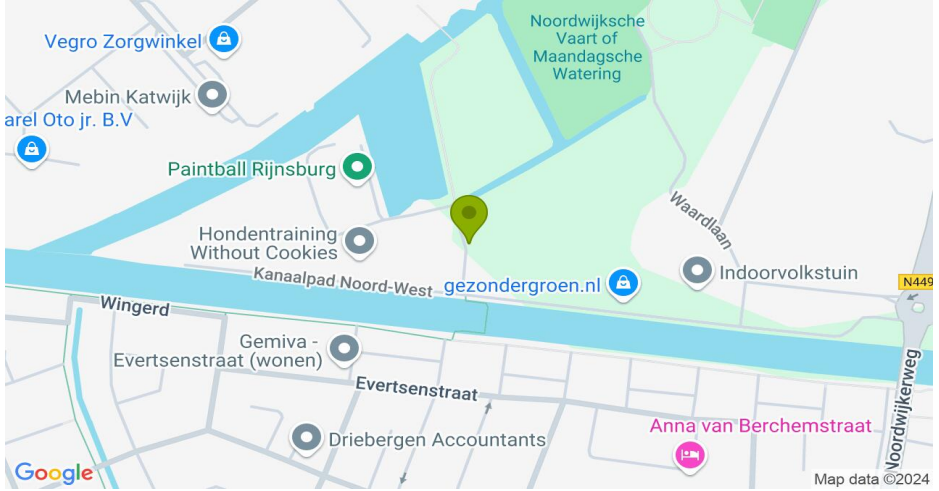 Noordwijksche
Vaart of
Maandagsche
Watering
Vegro Zorgwinkel
Mebin Katwijk
arel Oto jr. B.V
Paintball Rijnsburg
Waardlaan
Hondentraining
Without Cookies
Kanaalpad Noord-West
gezondergroen.nl
Indoorvolkstuin
N449
Wingerd
Gemiva -
Evertsenstraat (wonen)
Evertsenstraat
Noordwijkerweg
Anna van Berchemstraat
Driebergen Accountants
Google
Map data ©2024